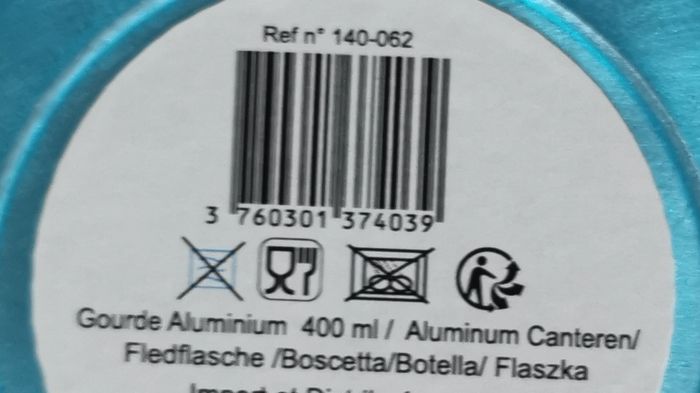 Ref n° 140-062
3 760301 374039
Gourde Aluminium 400 ml / Aluminum Canteren/
Fledflasche /Boscetta/Botella/ Flaszka